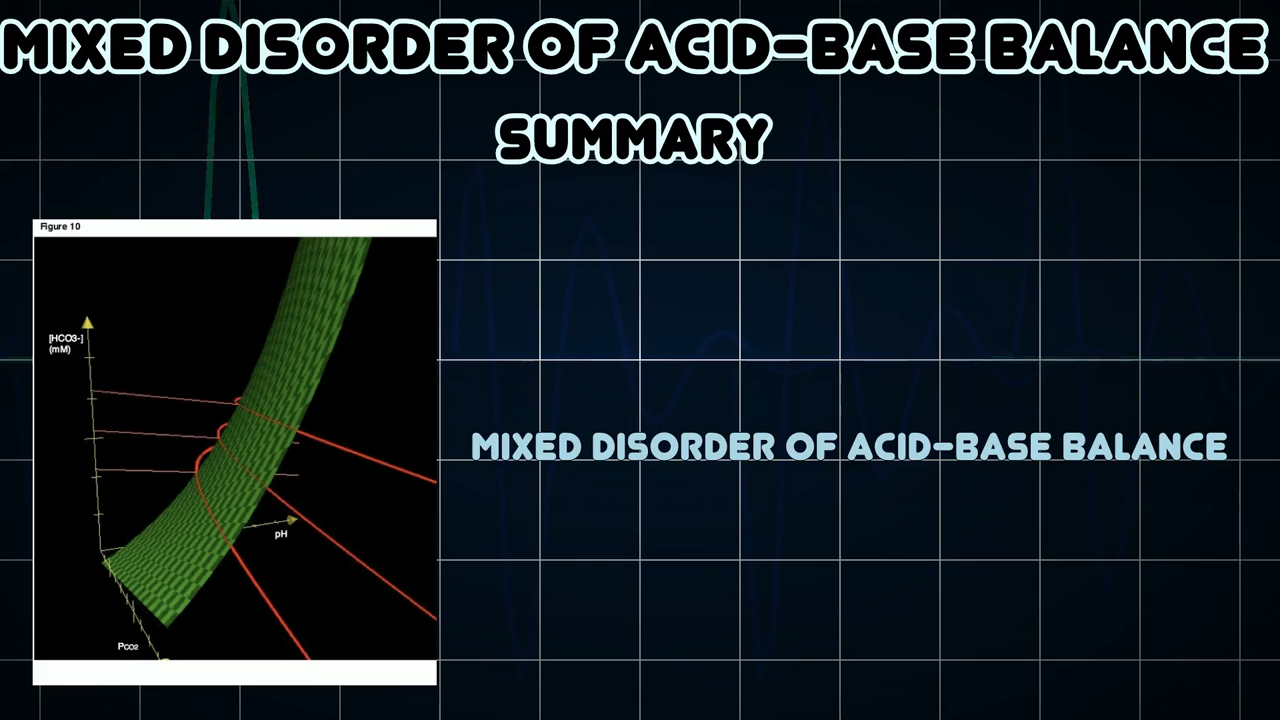 MIXED DISORDER OF ACID-BASE BALANCE
SUMMARY
Figure 10
[HCO3-]
(mM)
pH
PCO2
MIXED DISORDER OF ACID-BASE BALANCE